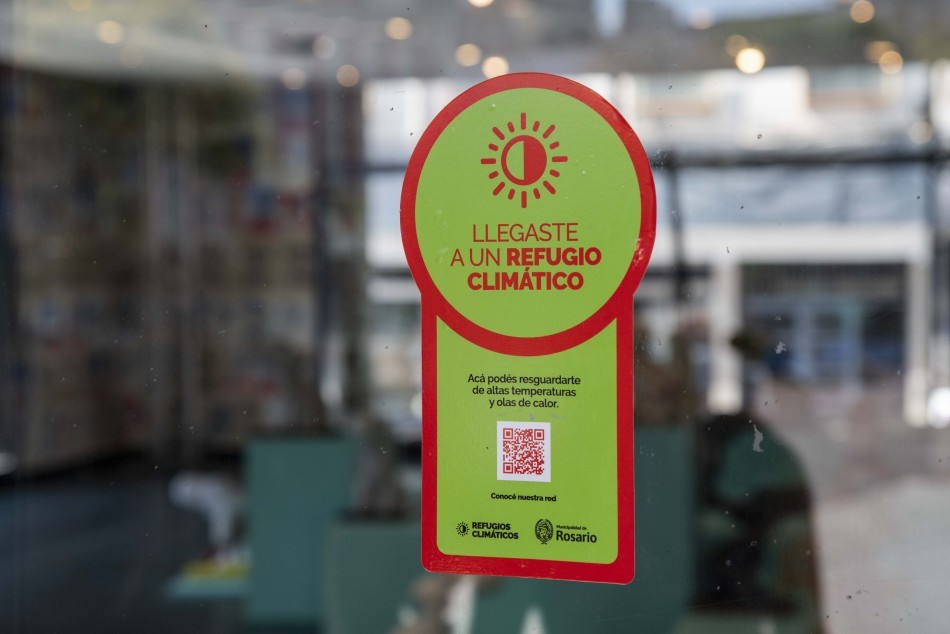 LLEGASTE
A UN REFUGIO
CLIMÁTICO
Acá podés resguardarte
de altas temperaturas
y olas de calor.
Conocé nuestra red
REFUGIOS
CLIMÁTICOS
Municipalidad de
Rosario